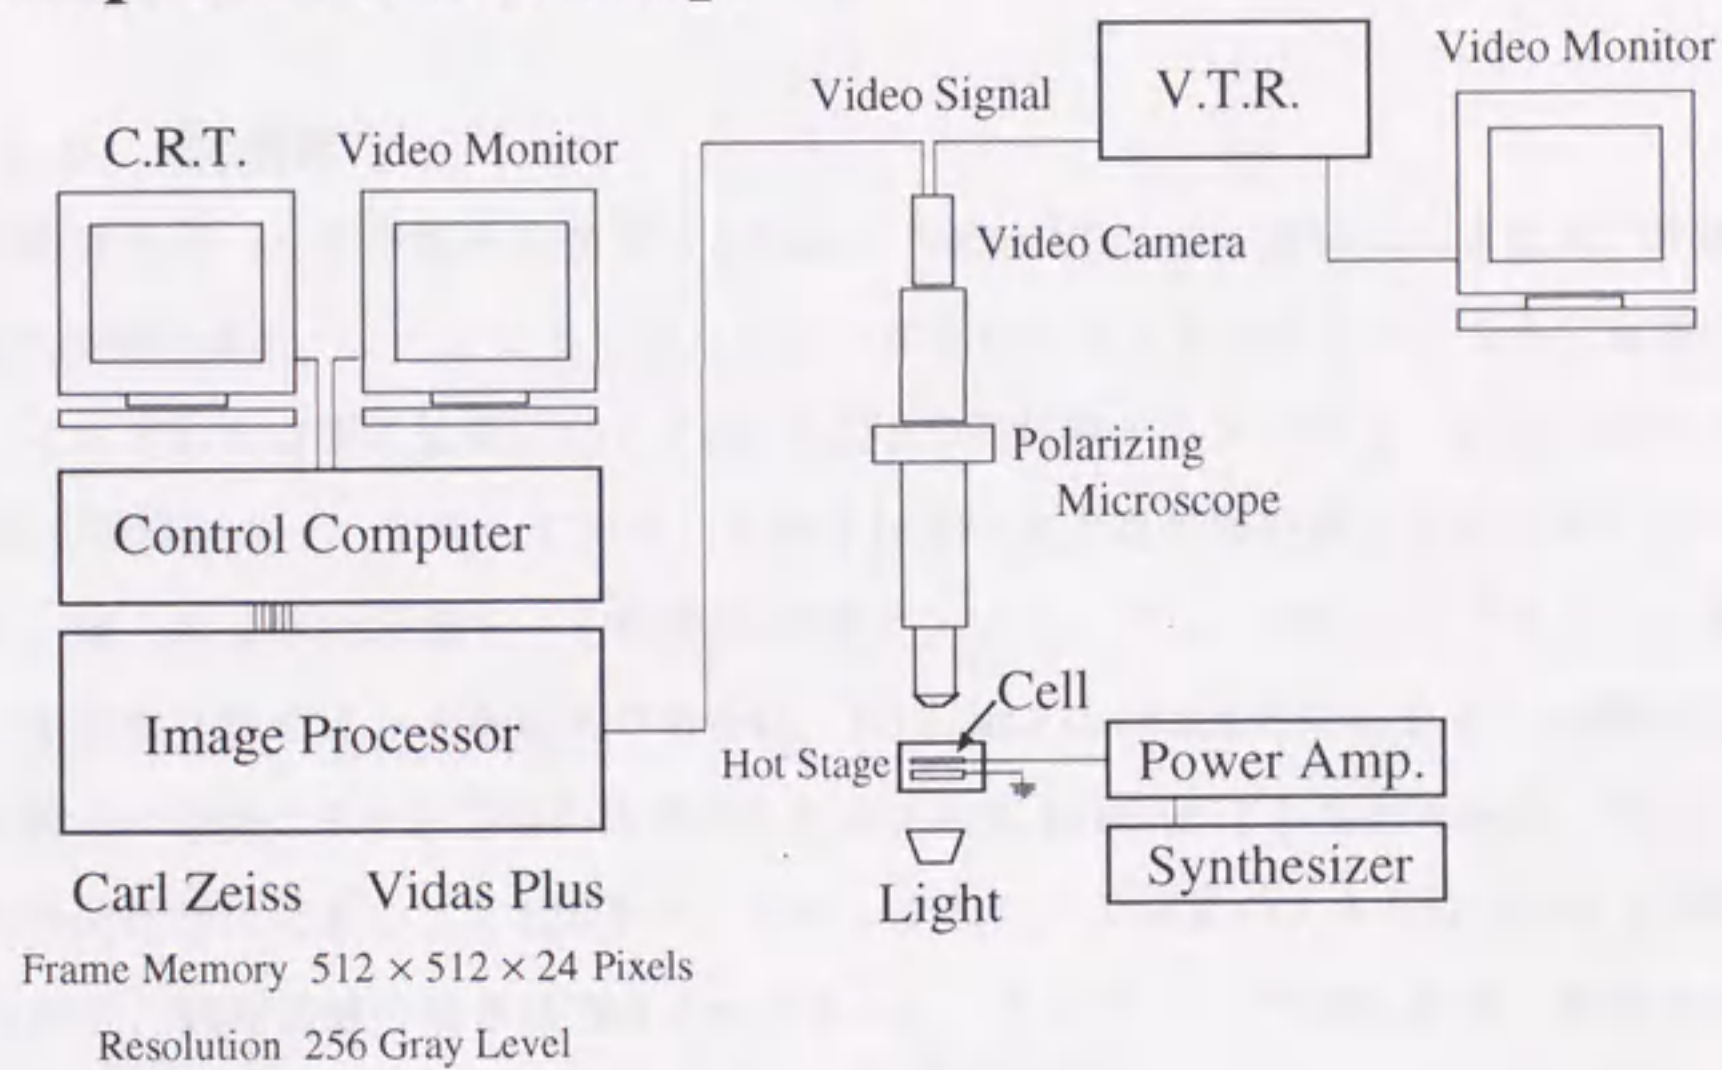 Video Monitor
V.T.R.
Video Signal
C.R.T.
Video Monitor
Video Camera
Polarizing
Microscope
Control Computer
Cell
Image Processor
Hot Stage
Power Amp.
Synthesizer
Light
Carl Zeiss Vidas Plus
Frame Memory 512 × 512 × 24 Pixels
Resolution 256 Gray Level